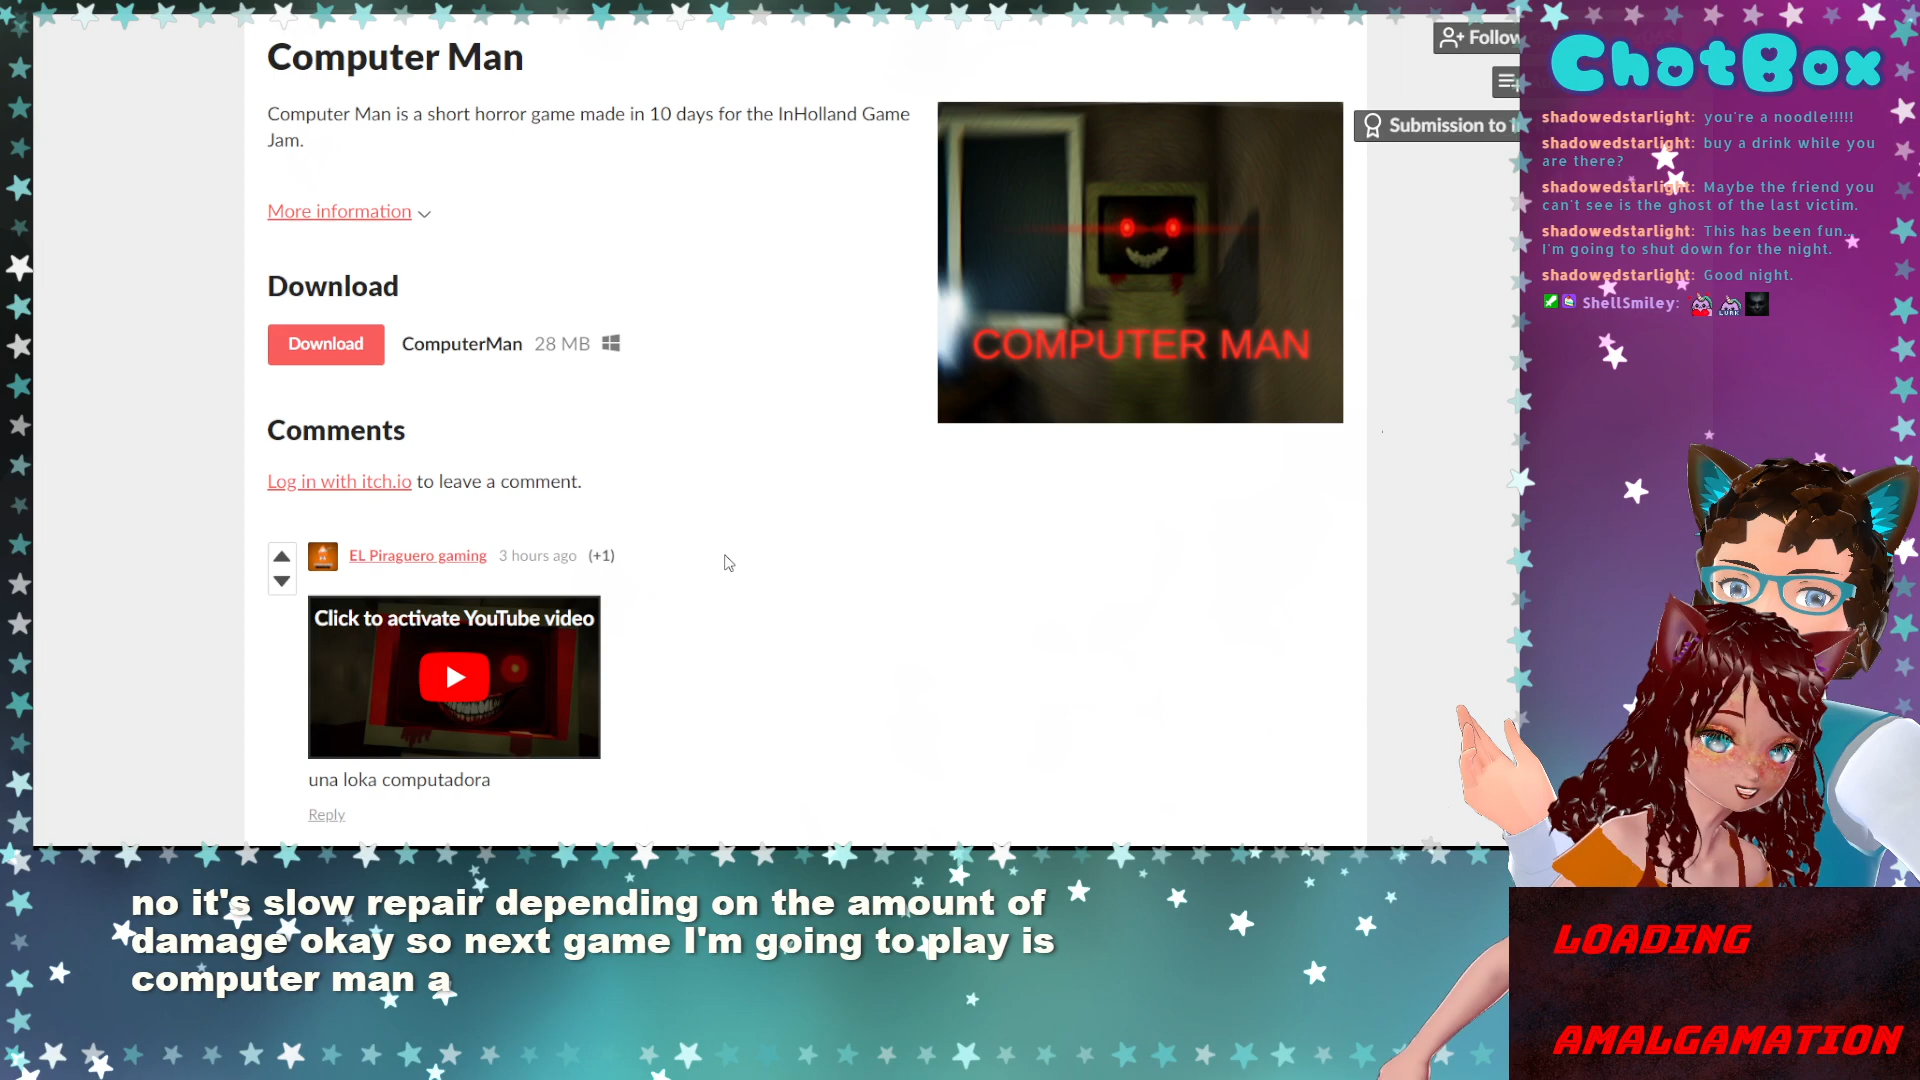 Computer Man
Computer Man is a short horror game made in 10 days for the InHolland Game
Jam.
More information
Download
Download ComputerMan 28 MB
Comments
Log in with itch.io to leave a comment.
EL Piraguero gaming 3 hours ago (+1)
Click to activate YouTube video
una loka computadora
Reply
COMPUTER MAN
Follow
Submission to
ChatBox
shadowedstarlight: you're a noodle!!!!!
shadowedstarlight: buy a drink while you
are there?
shadowedstarlight: Maybe the friend you
can't see is the ghost of the last victim.
shadowedstarlight: This has been fun..
I'm going to shut down for the night.
shadowedstarlight: Good night.
ShellSmiley:
LURK
no it's slow repair depending on the amount of
damage okay so next game I'm going to play is
computer man a
LOADING
AMALGAMATION